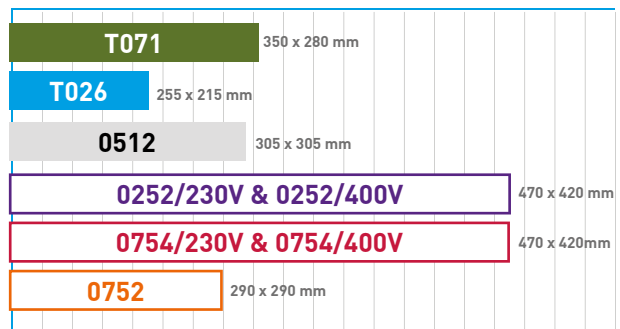 T071 350 x 280 mm
T026 255 x 215 mm
0512 305 x 305 mm
0252/230V & 0252/400V 470 x 420 mm
0754/230V & 0754/400V 470 x 420mm
0752 290 x 290 mm